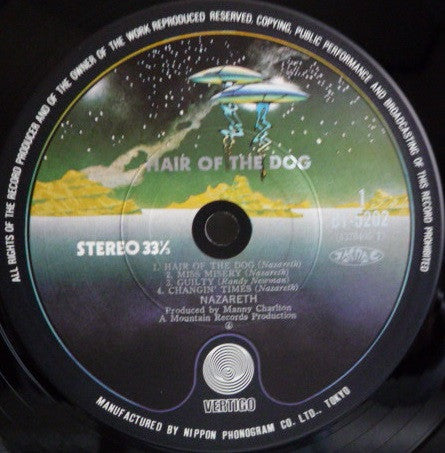 ALL RIGHTS OF THE RECORD PRODUCER AND OF THE OWNER OF THE WORK REPRODUCED RESERVED. COPYING, PUBLIC PERFORMANCE AND BROADCASTING OF THIS RECORD PROHIBITED
HAIR OF THE DOG
1
5202
STEREO 33⅓
1. HAIR OF THE DOG (Nazareth)
2. MISS MISERY (Nazareth)
3. GUILTY (Randy Newman)
4. CHANGIN' TIMES (Nazareth)
NAZARETH
Produced by Manny Charlton
A Mountain Records Production
VERTIGO
MANUFACTURED BY NIPPON PHONOGRAM CO. LTD., TOKYO